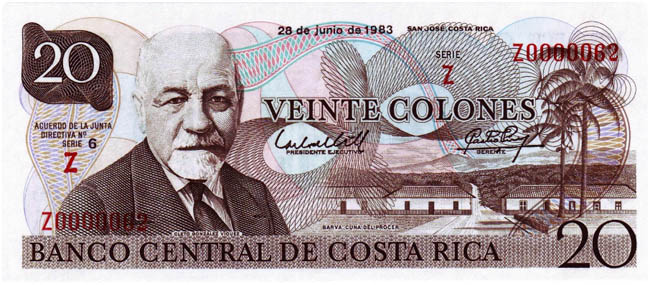 28 de junio de 1983
SAN JOSE, COSTA RICA
20
SERIE
Z
Z0000062
VEINTE COLONES
ACUERDO DE LA JUNTA
DIRECTIVA Nº
SERIE 6
Z
PRESIDENTE EJECUTIVO
GERENTE
Z0000062
CLETO GONZALEZ VIQUEZ
BARVA, CUNA DEL PROCER
BANCO CENTRAL DE COSTA RICA
20